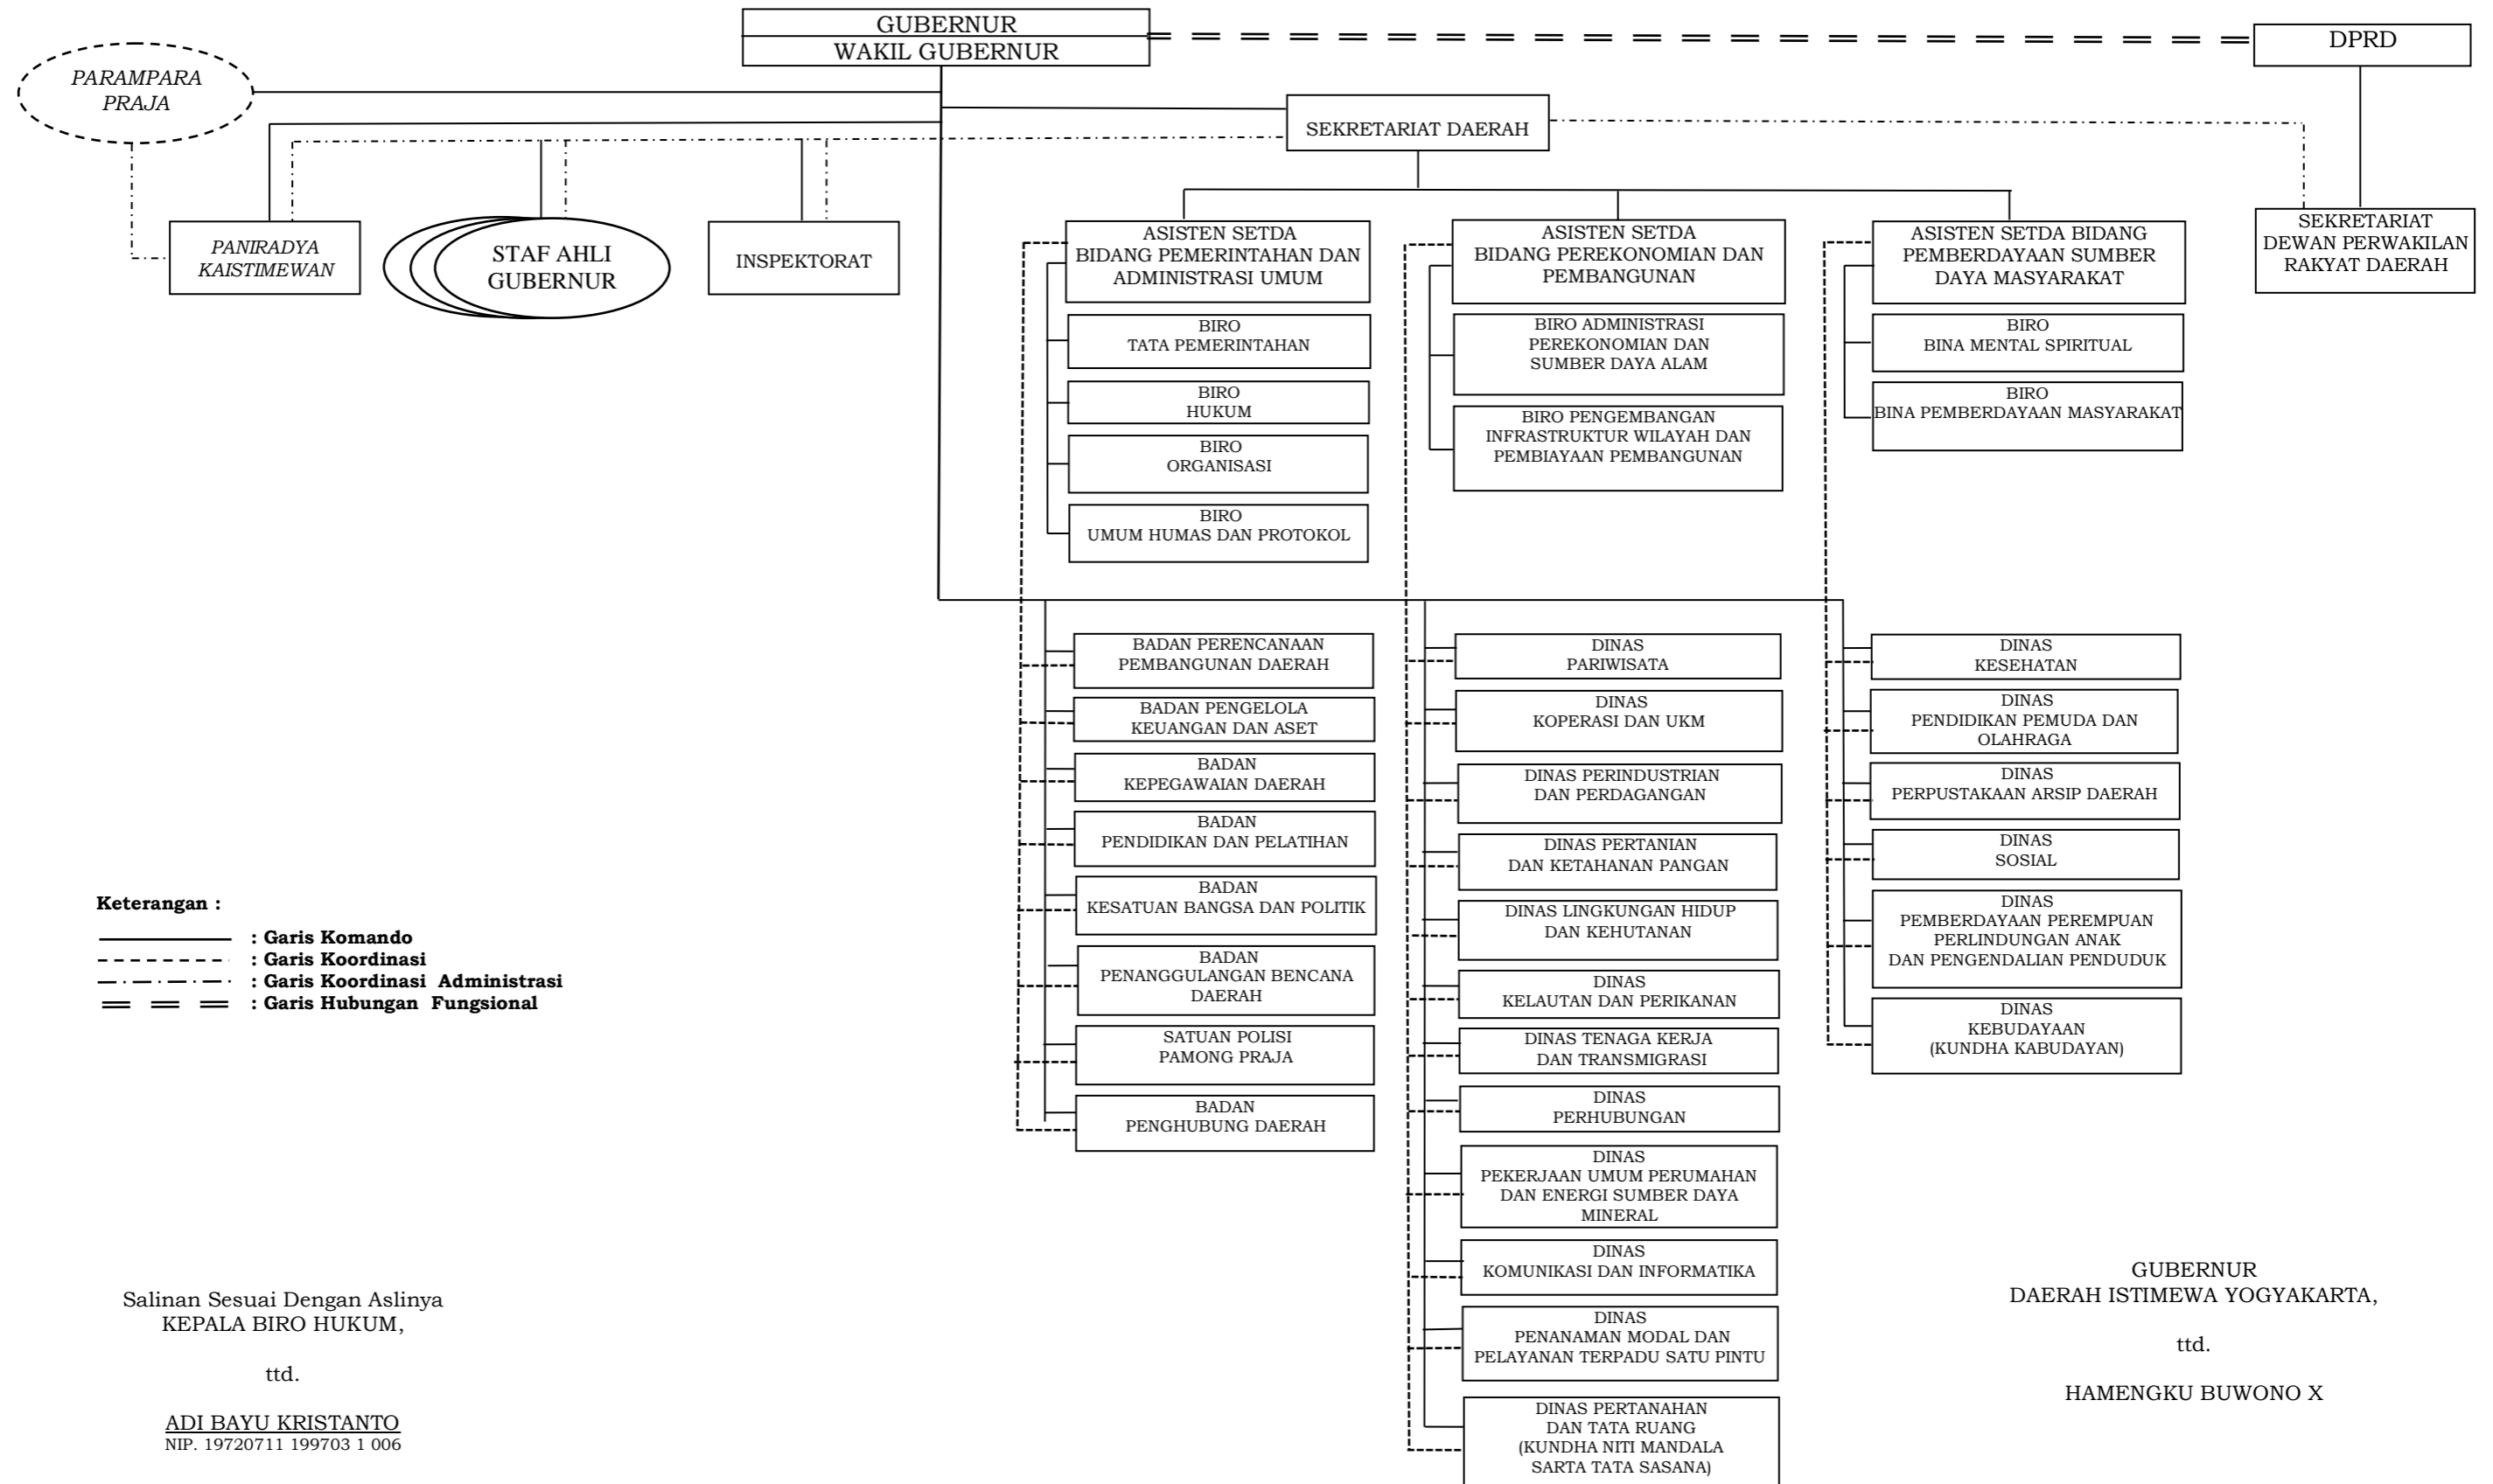 GUBERNUR
WAKIL GUBERNUR
DPRD
PARAMPARA
PRAJA
SEKRETARIAT DAERAH
PANIRADYA
KAISTIMEWAN
STAF AHLI
GUBERNUR
INSPEKTORAT
ASISTEN SETDA
BIDANG PEMERINTAHAN DAN
ADMINISTRASI UMUM
ASISTEN SETDA
BIDANG PEREKONOMIAN DAN
PEMBANGUNAN
ASISTEN SETDA BIDANG
PEMBERDAYAAN SUMBER
DAYA MASYARAKAT
SEKRETARIAT
DEWAN PERWAKILAN
RAKYAT DAERAH
BIRO
TATA PEMERINTAHAN
BIRO
HUKUM
BIRO
ORGANISASI
BIRO
UMUM HUMAS DAN PROTOKOL
BIRO ADMINISTRASI
PEREKONOMIAN DAN
SUMBER DAYA ALAM
BIRO PENGEMBANGAN
INFRASTRUKTUR WILAYAH DAN
PEMBIAYAAN PEMBANGUNAN
BIRO
BINA MENTAL SPIRITUAL
BIRO
BINA PEMBERDAYAAN MASYARAKAT
BADAN PERENCANAAN
PEMBANGUNAN DAERAH
BADAN PENGELOLA
KEUANGAN DAN ASET
BADAN
KEPEGAWAIAN DAERAH
BADAN
PENDIDIKAN DAN PELATIHAN
BADAN
KESATUAN BANGSA DAN POLITIK
BADAN
PENANGGULANGAN BENCANA
DAERAH
SATUAN POLISI
PAMONG PRAJA
BADAN
PENGHUBUNG DAERAH
DINAS
PARIWISATA
DINAS
KOPERASI DAN UKM
DINAS PERINDUSTRIAN
DAN PERDAGANGAN
DINAS PERTANIAN
DAN KETAHANAN PANGAN
DINAS LINGKUNGAN HIDUP
DAN KEHUTANAN
DINAS
KELAUTAN DAN PERIKANAN
DINAS TENAGA KERJA
DAN TRANSMIGRASI
DINAS
PERHUBUNGAN
DINAS
PEKERJAAN UMUM PERUMAHAN
DAN ENERGI SUMBER DAYA
MINERAL
DINAS
KOMUNIKASI DAN INFORMATIKA
DINAS
PENANAMAN MODAL DAN
PELAYANAN TERPADU SATU PINTU
DINAS PERTANAHAN
DAN TATA RUANG
(KUNDHA NITI MANDALA
SARTA TATA SASANA)
DINAS
KESEHATAN
DINAS
PENDIDIKAN PEMUDA DAN
OLAHRAGA
DINAS
PERPUSTAKAAN ARSIP DAERAH
DINAS
SOSIAL
DINAS
PEMBERDAYAAN PEREMPUAN
PERLINDUNGAN ANAK
DAN PENGENDALIAN PENDUDUK
DINAS
KEBUDAYAAN
(KUNDHA KABUDAYAN)
Keterangan :
: Garis Komando
: Garis Koordinasi
: Garis Koordinasi Administrasi
: Garis Hubungan Fungsional
Salinan Sesuai Dengan Aslinya
KEPALA BIRO HUKUM,
ttd.
ADI BAYU KRISTANTO
NIP. 19720711 199703 1 006
GUBERNUR
DAERAH ISTIMEWA YOGYAKARTA,
ttd.
HAMENGKU BUWONO X